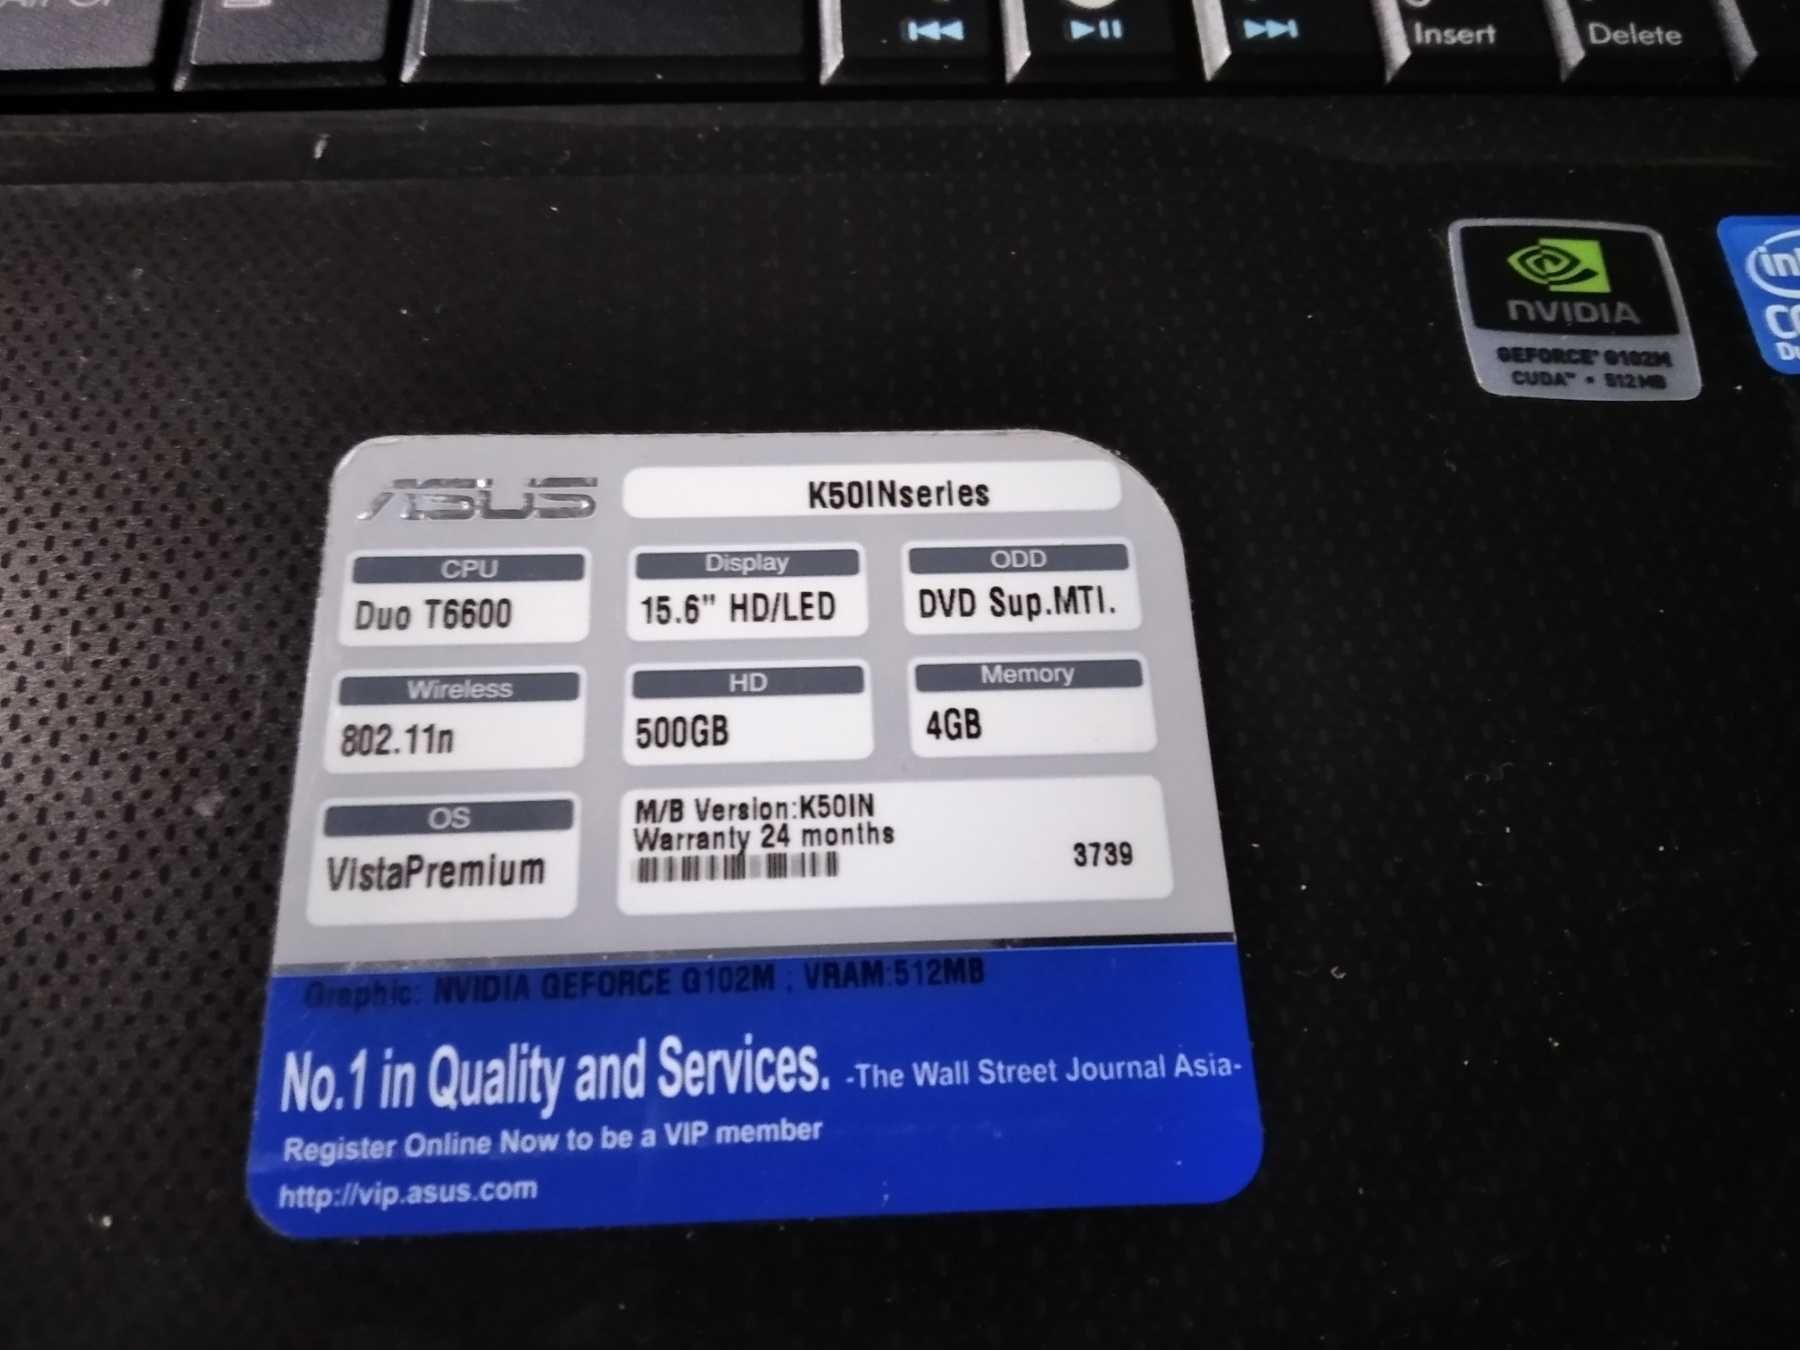 Insert
Delete
NVIDIA
GEFORCE® G102M
CUDA™ • 512MB
ASUS
K50INseries
CPU
Duo T6600
Display
15.6" HD/LED
ODD
DVD Sup.MTI.
Wireless
802.11n
HD
500GB
Memory
4GB
OS
VistaPremium
M/B Version:K50IN
Warranty 24 months
3739
Graphic: NVIDIA GEFORCE G102M ; VRAM:512MB
No.1 in Quality and Services. -The Wall Street Journal Asia-
Register Online Now to be a VIP member
http://vip.asus.com